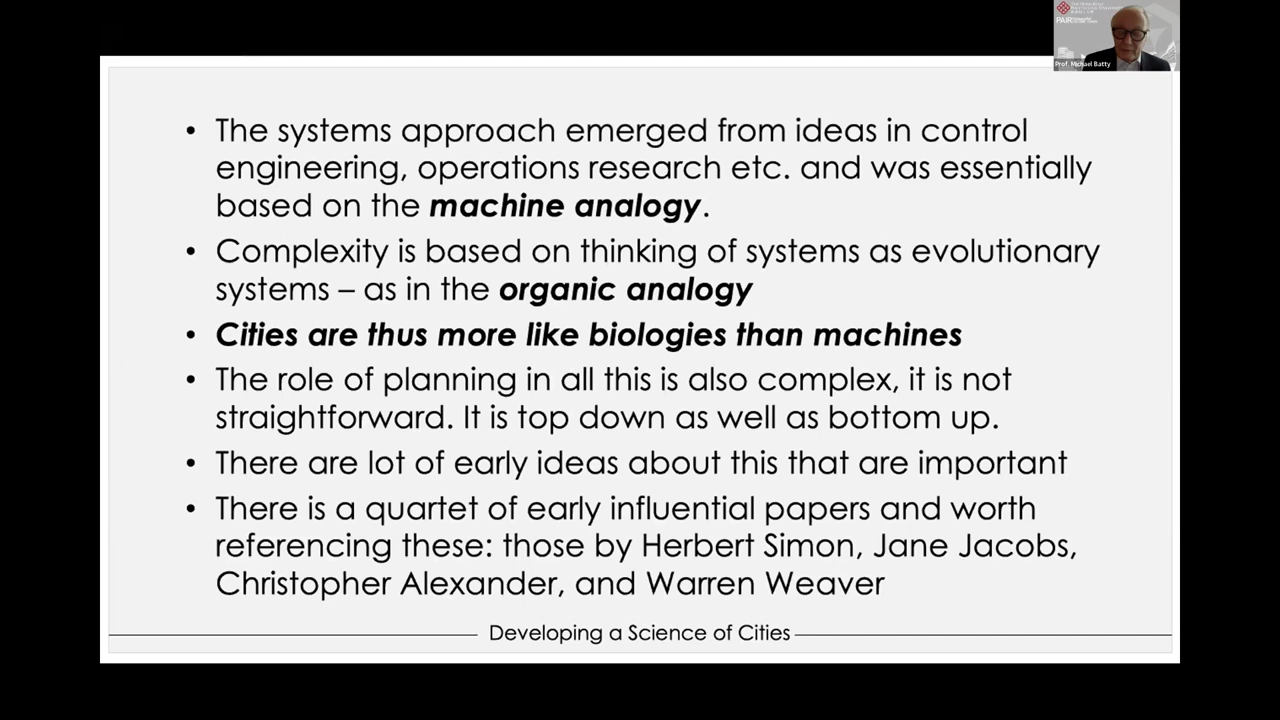 PAIR
Prof. Michael Batty
• The systems approach emerged from ideas in control
engineering, operations research etc. and was essentially
based on the machine analogy.
• Complexity is based on thinking of systems as evolutionary
systems – as in the organic analogy
• Cities are thus more like biologies than machines
• The role of planning in all this is also complex, it is not
straightforward. It is top down as well as bottom up.
• There are lot of early ideas about this that are important
• There is a quartet of early influential papers and worth
referencing these: those by Herbert Simon, Jane Jacobs,
Christopher Alexander, and Warren Weaver
Developing a Science of Cities